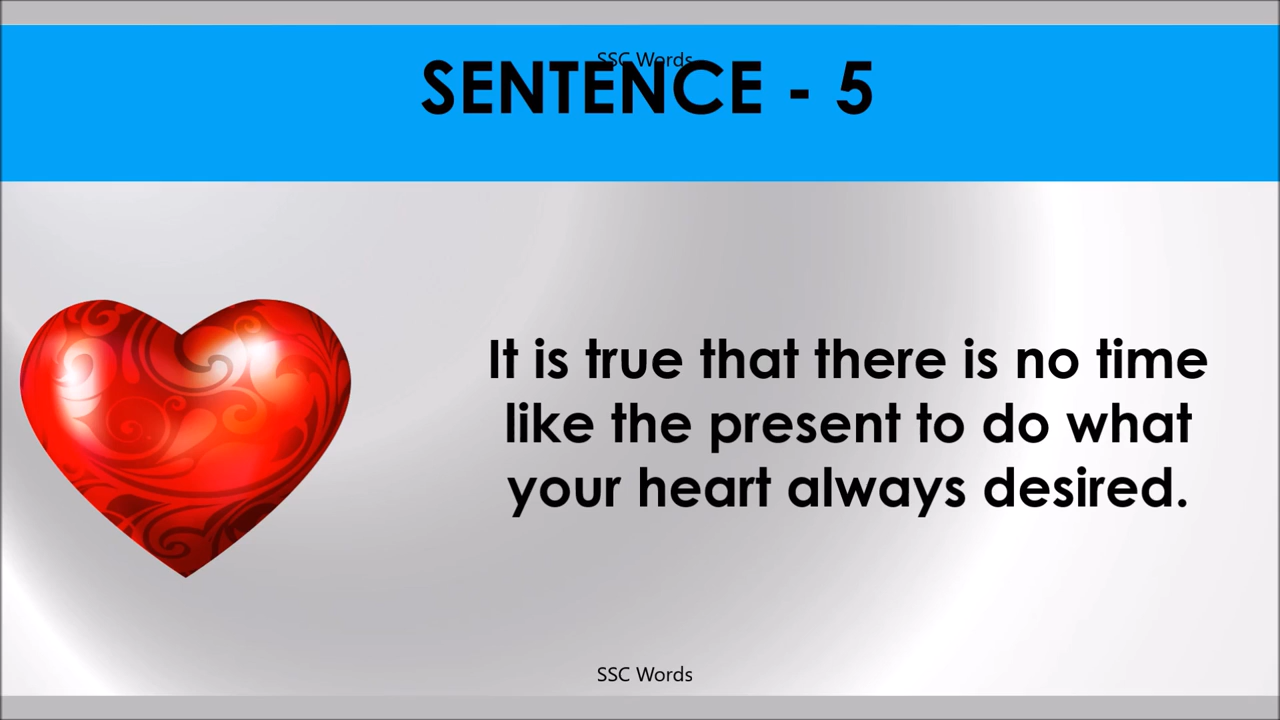 SSC Words
SENTENCE - 5
It is true that there is no time
like the present to do what
your heart always desired.
SSC Words